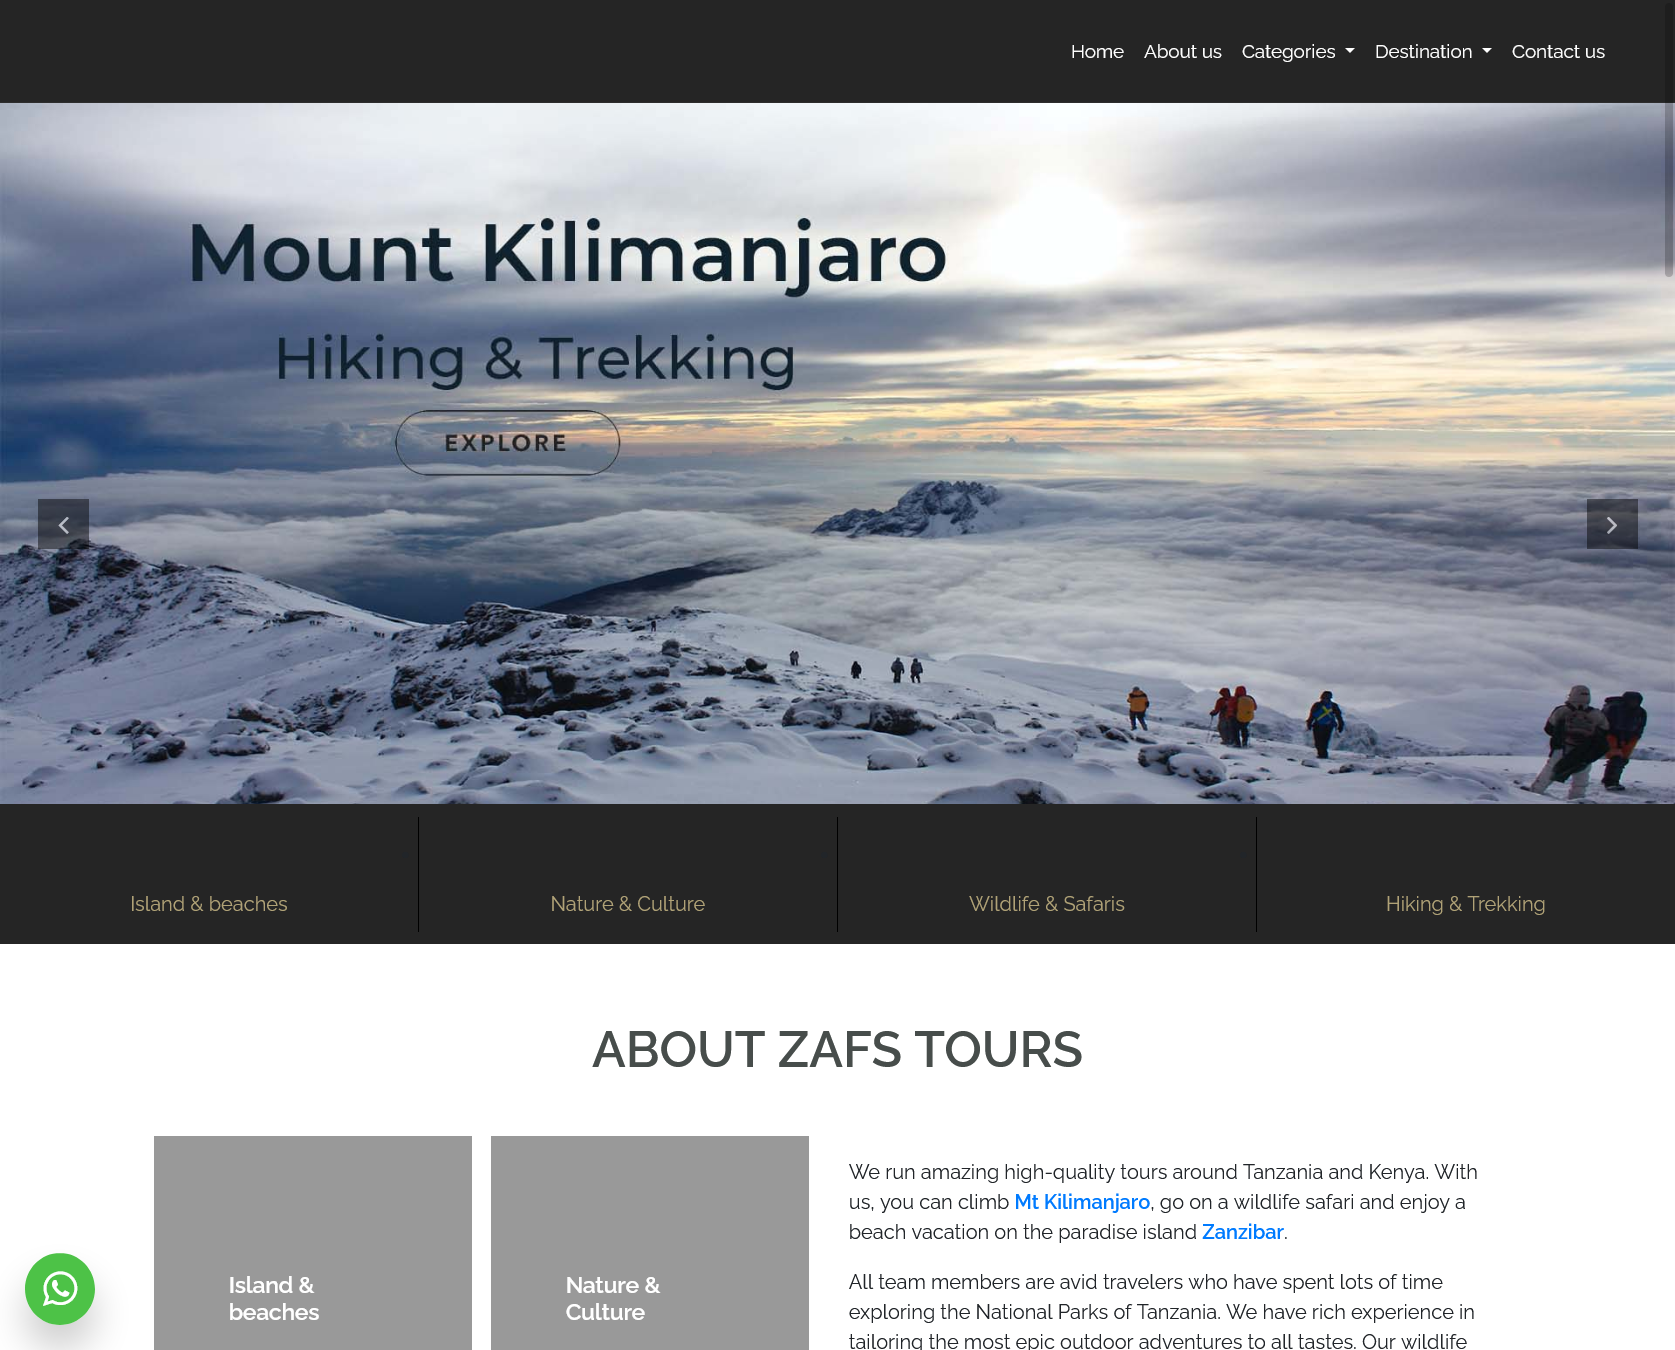 Home About us Categories Destination Contact us
Mount Kilimanjaro
Hiking & Trekking
EXPLORE
Island & beaches
Nature & Culture
Wildlife & Safaris
Hiking & Trekking
ABOUT ZAFS TOURS
Island &
beaches
Nature &
Culture
We run amazing high-quality tours around Tanzania and Kenya. With
us, you can climb Mt Kilimanjaro, go on a wildlife safari and enjoy a
beach vacation on the paradise island Zanzibar.
All team members are avid travelers who have spent lots of time
exploring the National Parks of Tanzania. We have rich experience in
tailoring the most epic outdoor adventures to all tastes. Our wildlife